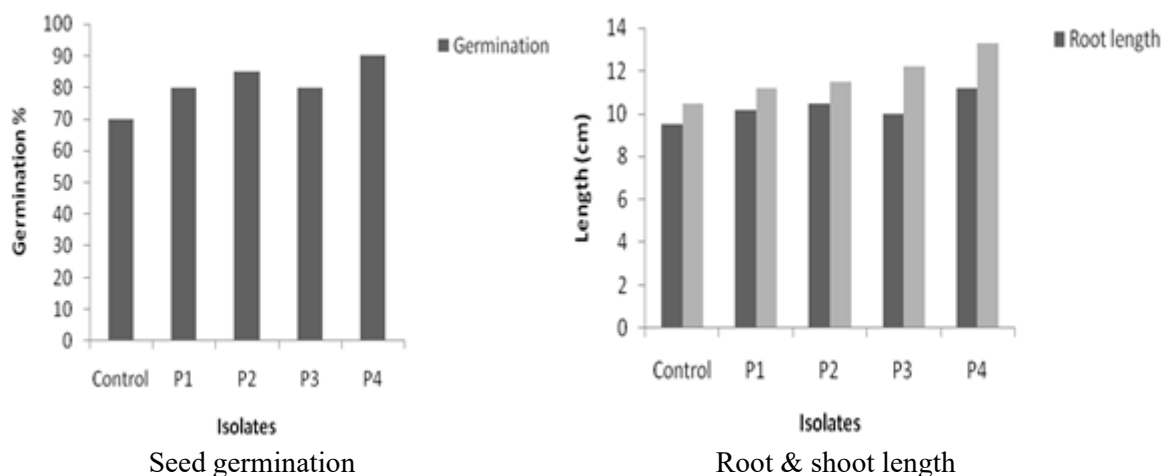 100
90
80
70
60
50
40
30
20
10
0
Germination %
Control P1 P2 P3 P4
Isolates
Germination
Seed germination
14
12
10
8
6
4
2
0
Length (cm)
Control P1 P2 P3 P4
Isolates
Root length
Root & shoot length